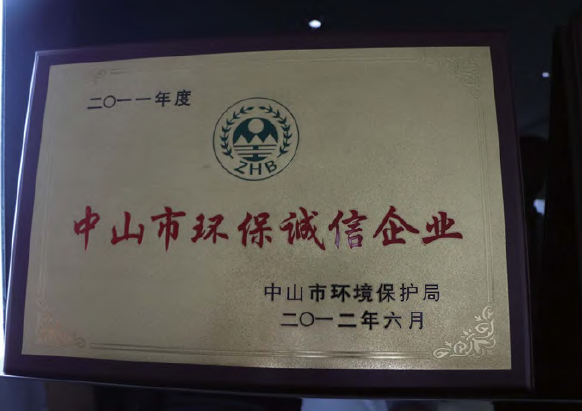 二〇一一年度
ZHB
中山市环保诚信企业
中山市环境保护局
二〇一二年六月